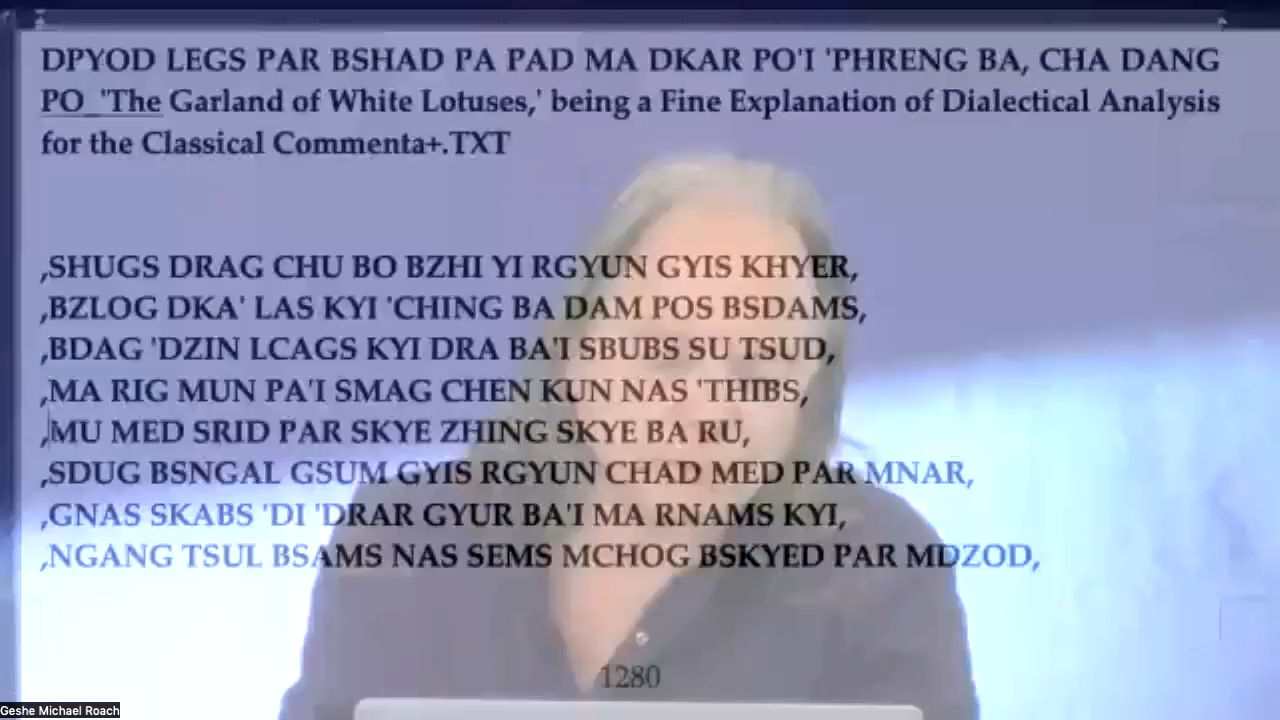 DPYOD LEGS PAR BSHAD PA PAD MA DKAR PO'I 'PHRENG BA, CHA DANG
PO_'The Garland of White Lotuses,' being a Fine Explanation of Dialectical Analysis
for the Classical Commenta+.TXT
,SHUGS DRAG CHU BO BZHI YI RGYUN GYIS KHYER,
,BZLOG DKA' LAS KYI 'CHING BA DAM POS BSDAMS,
,BDAG 'DZIN LCAGS KYI DRA BA'I SBUBS SU TSUD,
,MA RIG MUN PA'I SMAG CHEN KUN NAS 'THIBS,
,MU MED SRID PAR SKYE ZHING SKYE BA RU,
,SDUG BSNGAL GSUM GYIS RGYUN CHAD MED PAR MNAR,
,GNAS SKABS 'DI 'DRAR GYUR BA'I MA RNAMS KYI,
,NGANG TSUL BSAMS NAS SEMS MCHOG BSKYED PAR MDZOD,
1280
Geshe Michael Roach